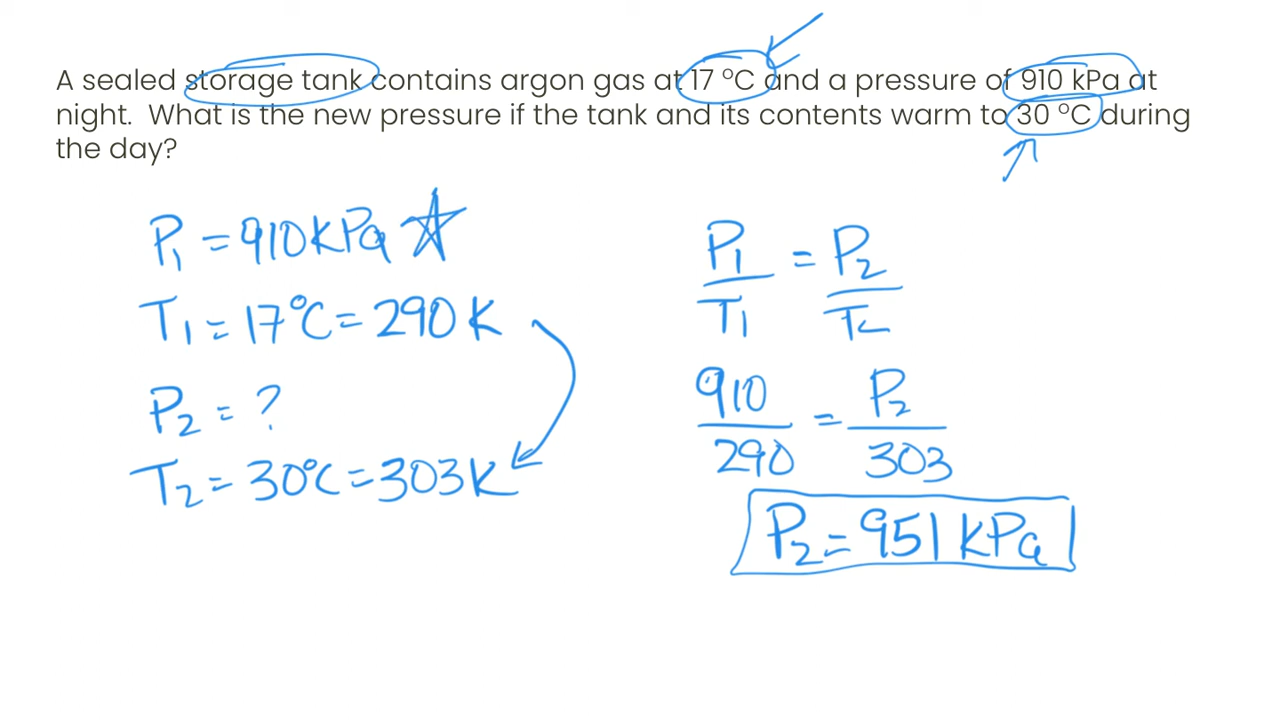 A sealed storage tank contains argon gas at 17 °C and a pressure of 910 kPa at
night. What is the new pressure if the tank and its contents warm to 30 °C during
the day?
P₁ = 910 kPa
T₁ = 17°C = 290 K
P₂ = ?
T₂ = 30°C = 303 K
P₁/T₁ = P₂/T₂
910/290 = P₂/303
P₂ = 951 kPa